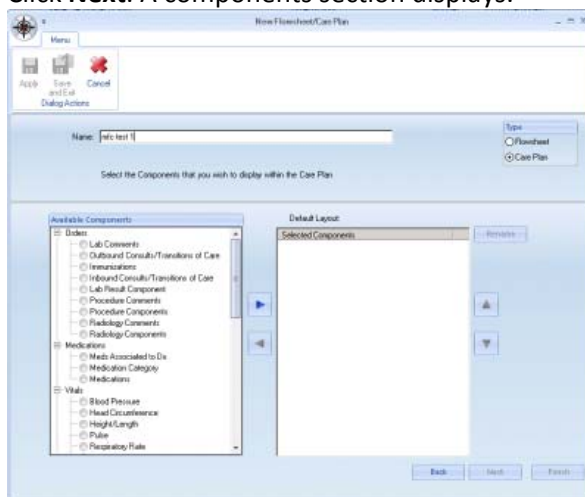 Click Next. A components section displays.
New Flowsheet/Care Plan
Menu
Apply
Save and Exit
Cancel
Dialog Actions
Name: mfc test 1
Type
Flowsheet
Care Plan
Select the Components that you wish to display within the Care Plan
Available Components
Orders
Lab Comments
Outbound Consults/Transitions of Care
Immunizations
Inbound Consults/Transitions of Care
Lab Result Component
Procedure Comments
Procedure Components
Radiology Comments
Radiology Components
Medications
Meds Associated to Dx
Medication Category
Medications
Vitals
Blood Pressure
Head Circumference
Height/Length
Pulse
Respiratory Rate
Default Layout:
Selected Components
Rename
Back
Next
Finish